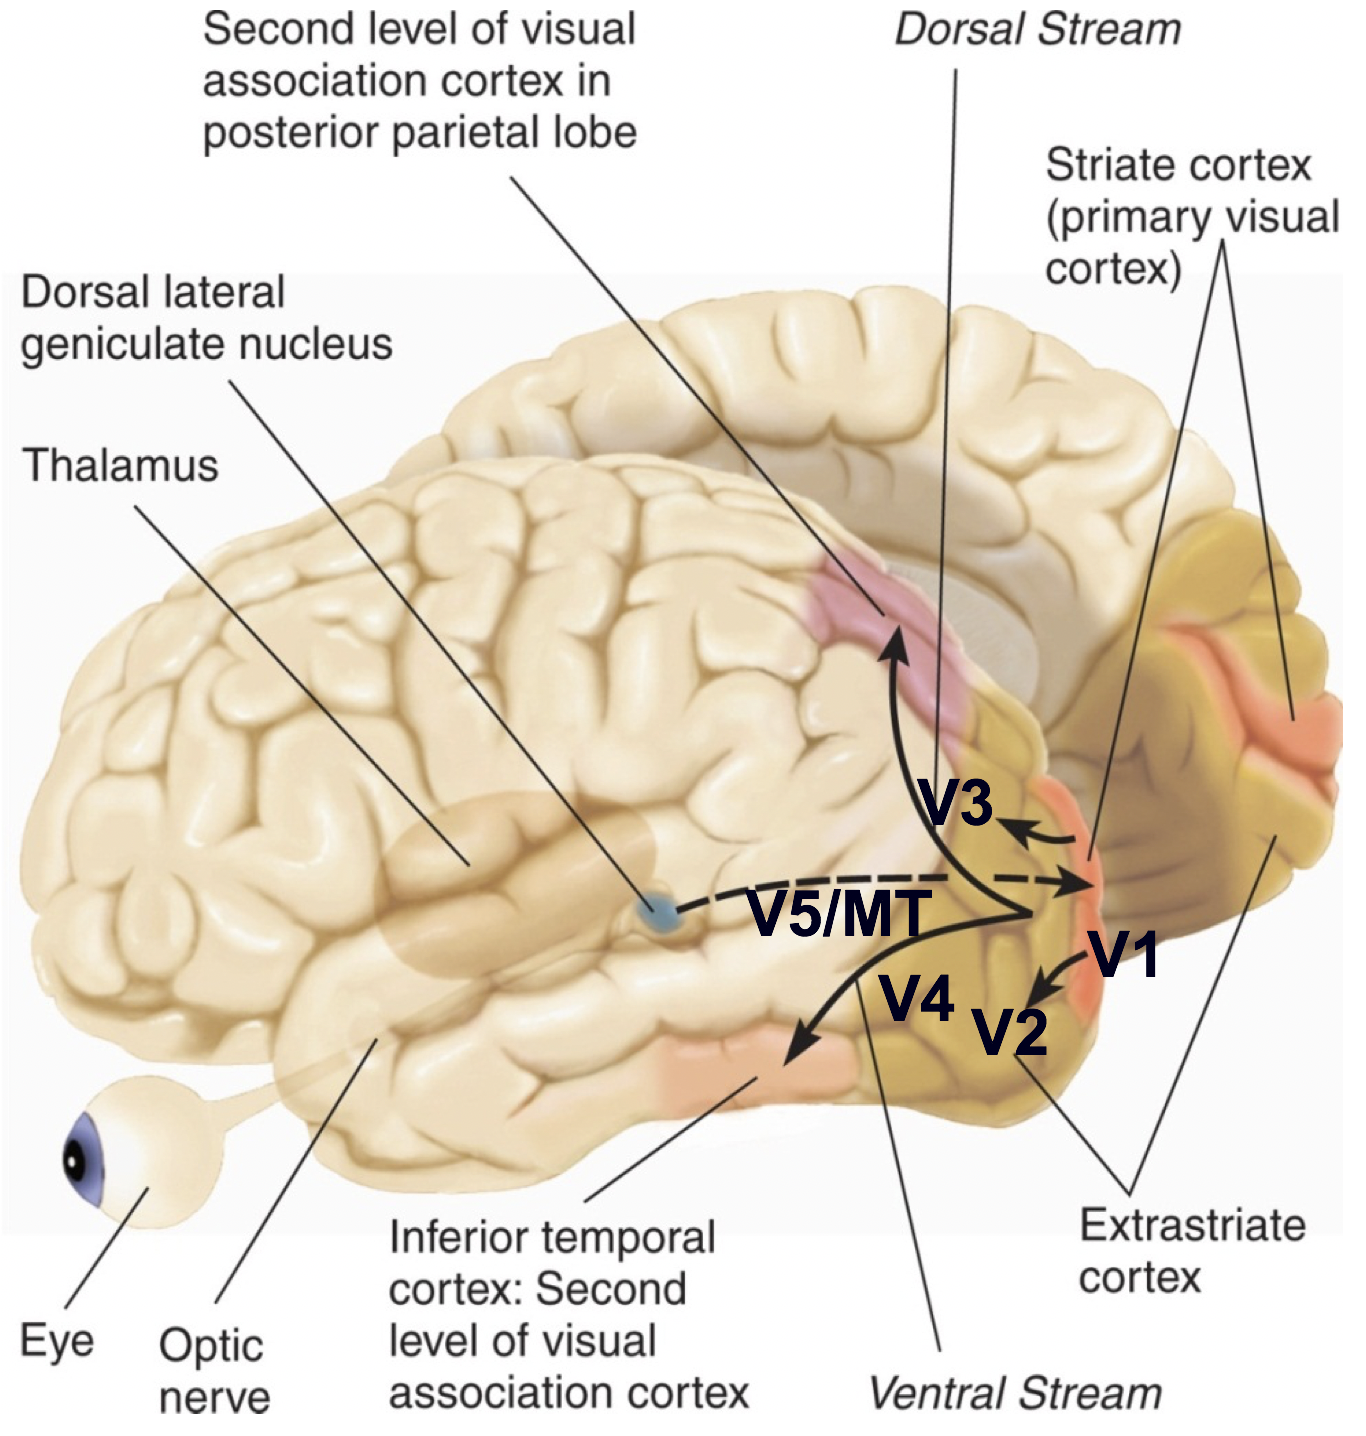 Second level of visual
association cortex in
posterior parietal lobe
Dorsal Stream
Striate cortex
(primary visual
cortex)
Dorsal lateral
geniculate nucleus
Thalamus
V3
V5/MT
V1
V4
V2
Eye
Optic
nerve
Inferior temporal
cortex: Second
level of visual
association cortex
Ventral Stream
Extrastriate
cortex